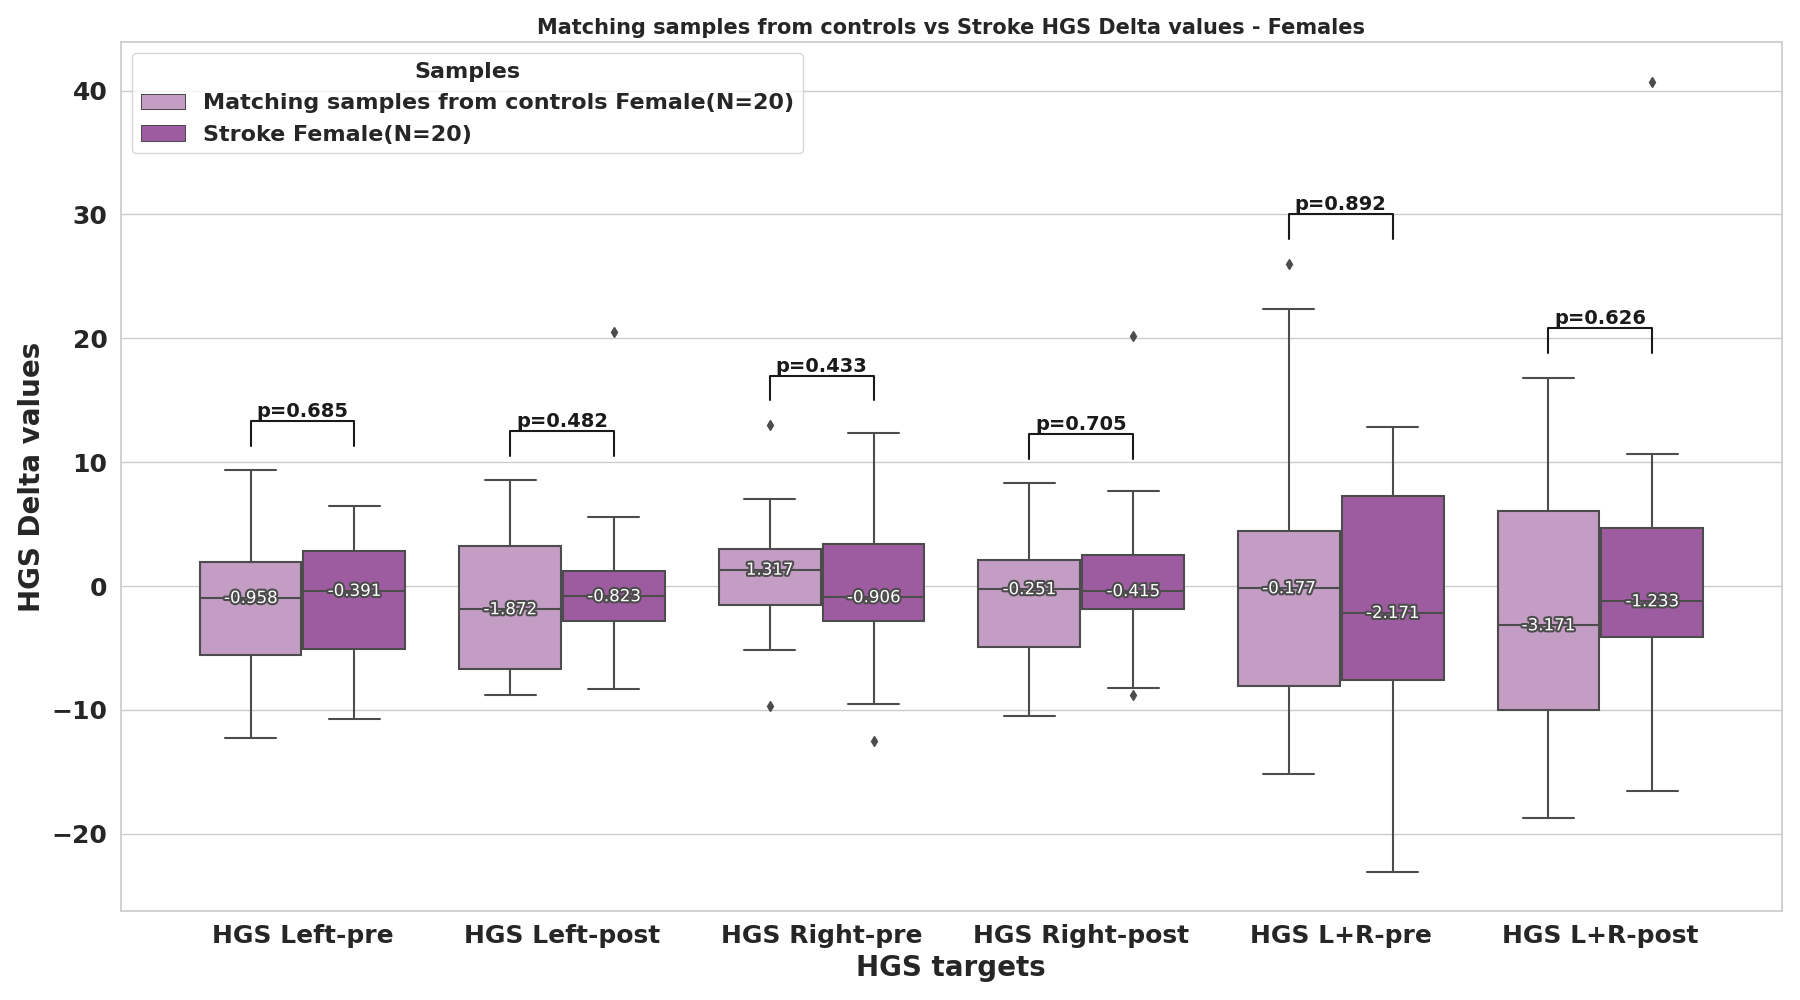 Matching samples from controls vs Stroke HGS Delta values - Females
Samples
Matching samples from controls Female(N=20)
Stroke Female(N=20)
HGS Delta values
40
30
20
10
0
−10
−20
p=0.685
p=0.482
p=0.433
p=0.705
p=0.892
p=0.626
-0.958
-0.391
-1.872
-0.823
1.317
-0.906
-0.251
-0.415
-0.177
-2.171
-3.171
-1.233
HGS Left-pre
HGS Left-post
HGS Right-pre
HGS Right-post
HGS L+R-pre
HGS L+R-post
HGS targets